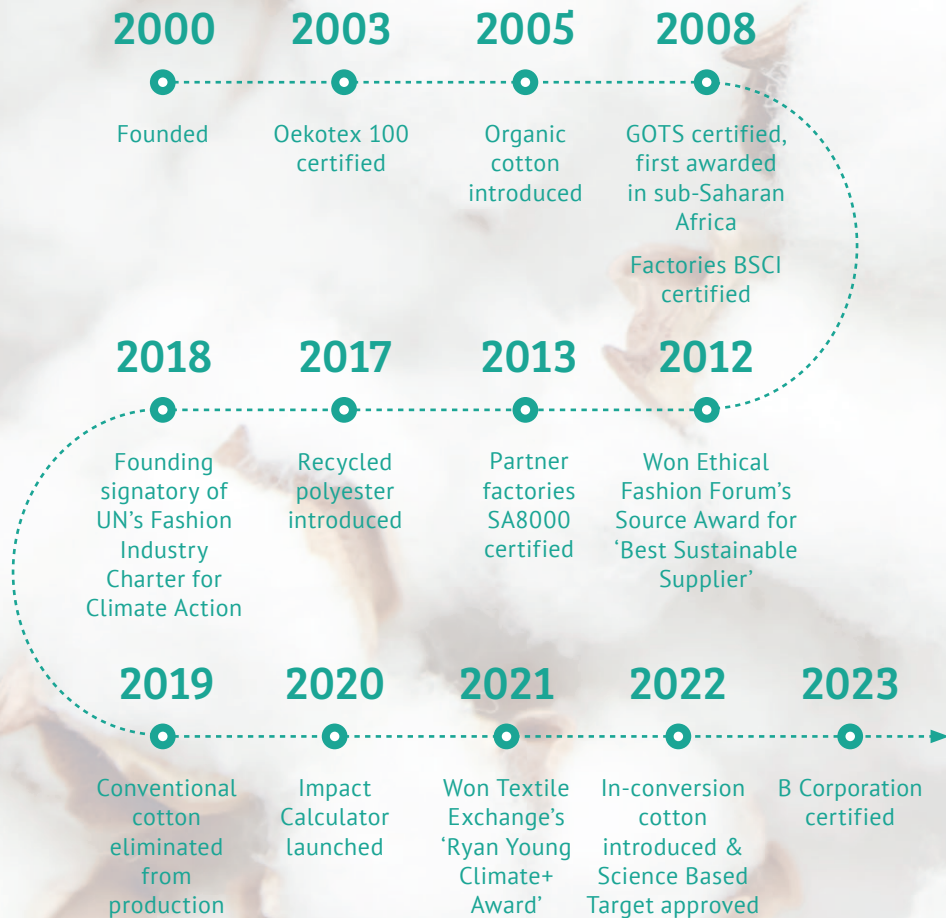 2000
Founded
2003
Oekotex 100
certified
2005
Organic
cotton
introduced
2008
GOTS certified,
first awarded
in sub-Saharan
Africa
Factories BSCI
certified
2012
Won Ethical
Fashion Forum’s
Source Award for
‘Best Sustainable
Supplier’
2013
Partner
factories
SA8000
certified
2017
Recycled
polyester
introduced
2018
Founding
signatory of
UN’s Fashion
Industry
Charter for
Climate Action
2019
Conventional
cotton
eliminated
from
production
2020
Impact
Calculator
launched
2021
Won Textile
Exchange’s
‘Ryan Young
Climate+
Award’
2022
In-conversion
cotton
introduced &
Science Based
Target approved
2023
B Corporation
certified